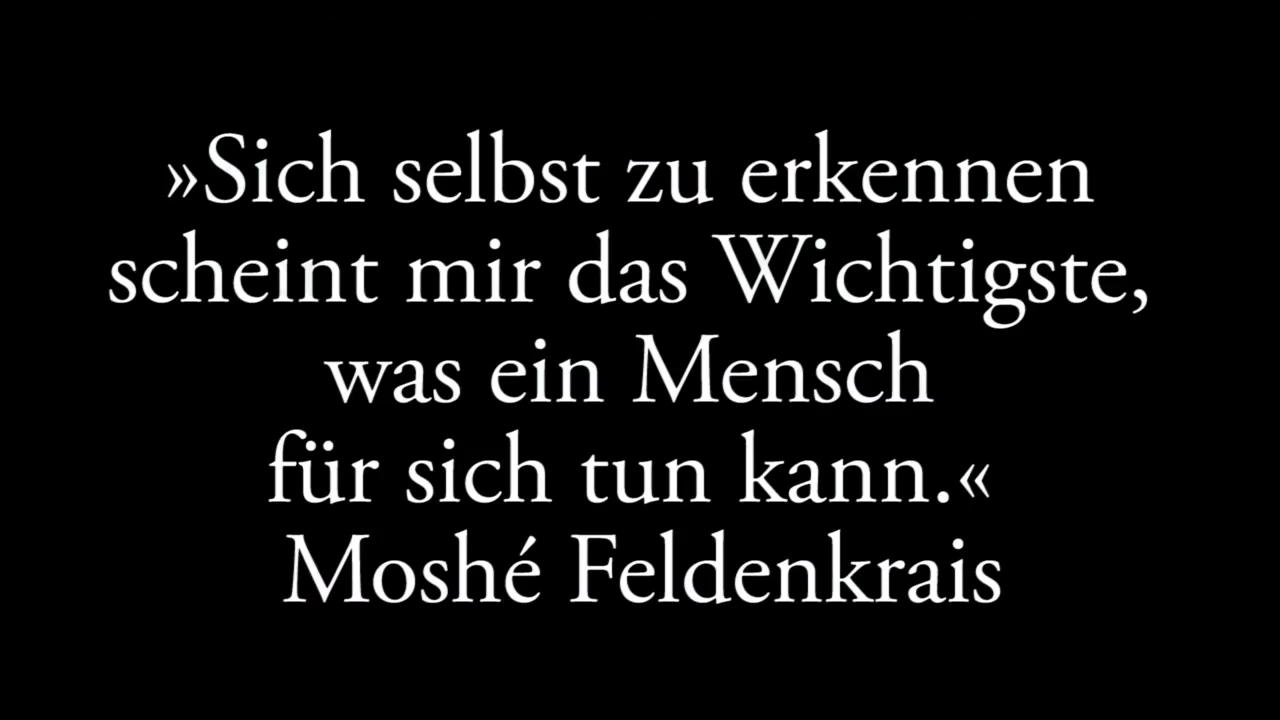 »Sich selbst zu erkennen
scheint mir das Wichtigste,
was ein Mensch
für sich tun kann.«
Moshé Feldenkrais